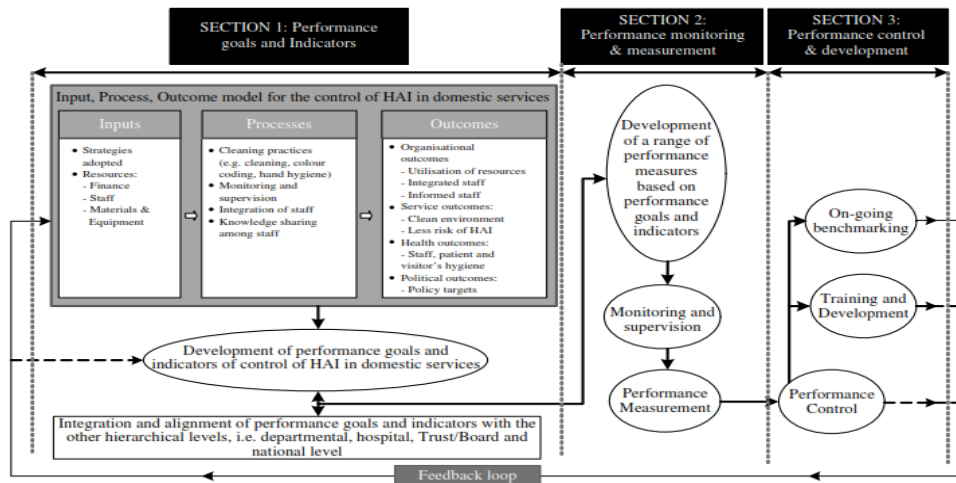 SECTION 1: Performance
goals and Indicators
SECTION 2:
Performance monitoring
& measurement
SECTION 3:
Performance control
& development
Input, Process, Outcome model for the control of HAI in domestic services
Inputs
• Strategies
adopted
• Resources:
- Finance
- Staff
- Materials &
Equipment
Processes
• Cleaning practices
(e.g. cleaning, colour
coding, hand hygiene)
• Monitoring and
supervision
• Integration of staff
• Knowledge sharing
among staff
Outcomes
• Organisational
outcomes
- Utilisation of resources
- Integrated staff
- Informed staff
• Service outcomes:
- Clean environment
- Less risk of HAI
• Health outcomes:
- Staff, patient and
visitor's hygiene
• Political outcomes:
- Policy targets
Development of performance goals and
indicators of control of HAI in domestic services
Integration and alignment of performance goals and indicators with the
other hierarchical levels, i.e. departmental, hospital, Trust/Board and
national level
Development
of a range of
performance
measures
based on
performance
goals and
indicators
Monitoring and
supervision
Performance
Measurement
On-going
benchmarking
Training and
Development
Performance
Control
Feedback loop